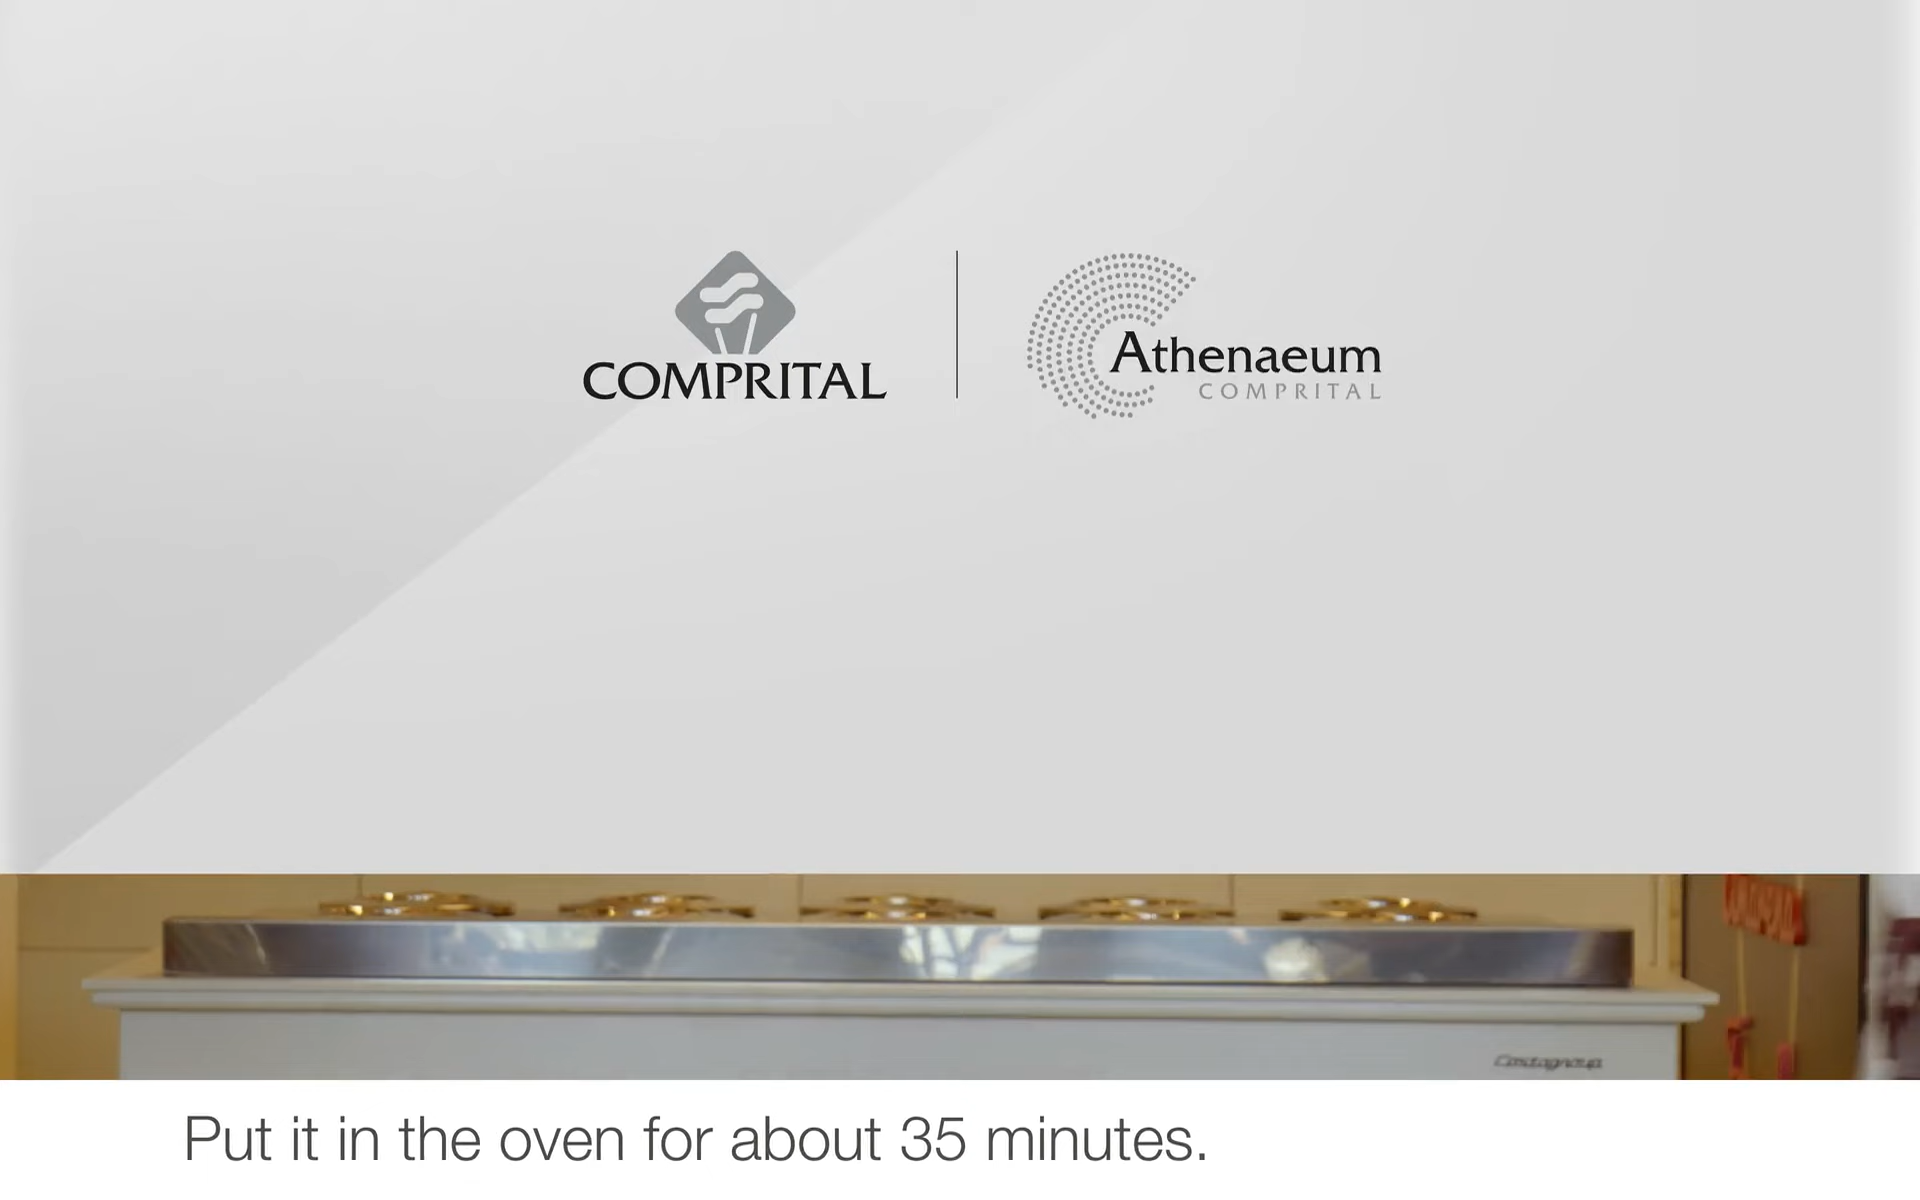 COMPRITAL
Athenaeum
COMPRITAL
Put it in the oven for about 35 minutes.